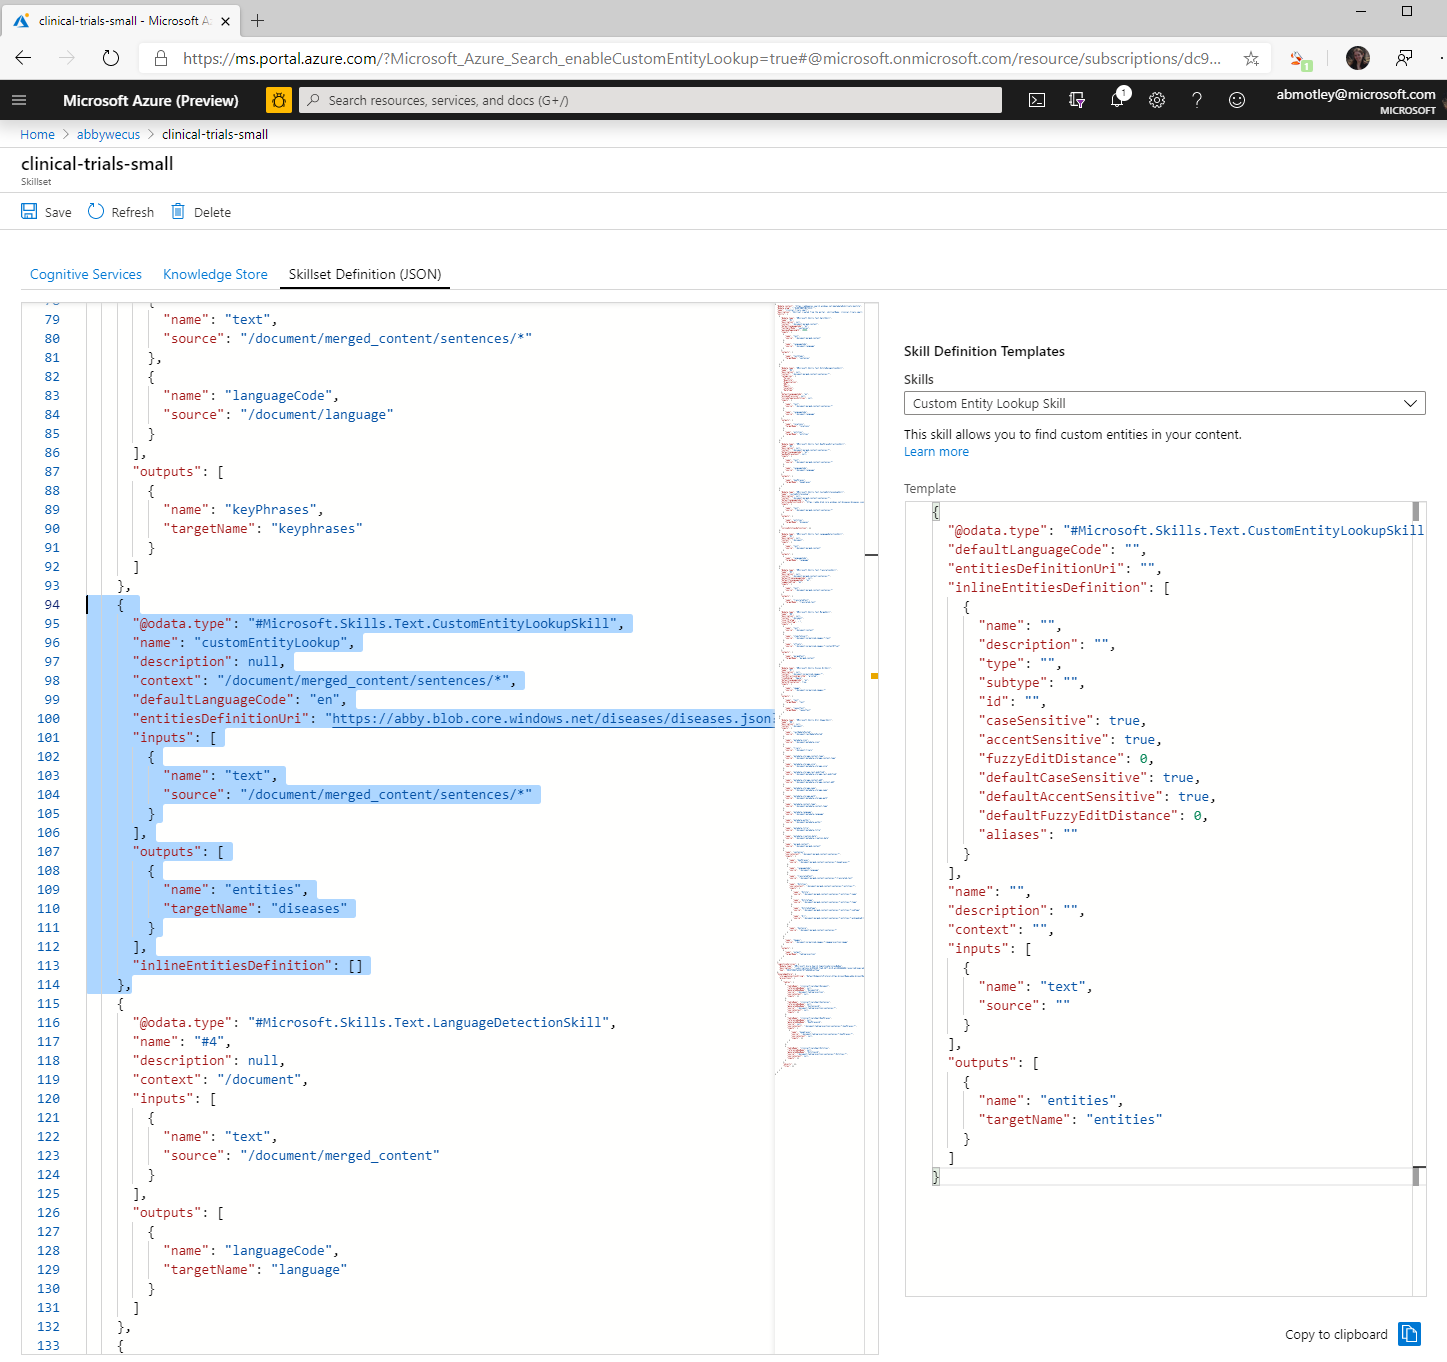 clinical-trials-small - Microsoft A
https://ms.portal.azure.com/?Microsoft_Azure_Search_enableCustomEntityLookup=true#@microsoft.onmicrosoft.com/resource/subscriptions/dc9...
1
Microsoft Azure (Preview)
Search resources, services, and docs (G+/)
1
abmotley@microsoft.com
MICROSOFT
Home > abbywecus > clinical-trials-small
clinical-trials-small
Skillset
Save Refresh Delete
Cognitive Services Knowledge Store Skillset Definition (JSON)
78 {
79 "name": "text",
80 "source": "/document/merged_content/sentences/*"
81 },
82 {
83 "name": "languageCode",
84 "source": "/document/language"
85 }
86 ],
87 "outputs": [
88 {
89 "name": "keyPhrases",
90 "targetName": "keyphrases"
91 }
92 ]
93 },
94 {
95 "@odata.type": "#Microsoft.Skills.Text.CustomEntityLookupSkill",
96 "name": "customEntityLookup",
97 "description": null,
98 "context": "/document/merged_content/sentences/*",
99 "defaultLanguageCode": "en",
100 "entitiesDefinitionUri": "https://abby.blob.core.windows.net/diseases/diseases.json
101 "inputs": [
102 {
103 "name": "text",
104 "source": "/document/merged_content/sentences/*"
105 }
106 ],
107 "outputs": [
108 {
109 "name": "entities",
110 "targetName": "diseases"
111 }
112 ],
113 "inlineEntitiesDefinition": []
114 },
115 {
116 "@odata.type": "#Microsoft.Skills.Text.LanguageDetectionSkill",
117 "name": "#4",
118 "description": null,
119 "context": "/document",
120 "inputs": [
121 {
122 "name": "text",
123 "source": "/document/merged_content"
124 }
125 ],
126 "outputs": [
127 {
128 "name": "languageCode",
129 "targetName": "language"
130 }
131 ]
132 },
133 {
Skill Definition Templates
Skills
Custom Entity Lookup Skill
This skill allows you to find custom entities in your content.
Learn more
Template
{
"@odata.type": "#Microsoft.Skills.Text.CustomEntityLookupSkill
"defaultLanguageCode": "",
"entitiesDefinitionUri": "",
"inlineEntitiesDefinition": [
{
"name": "",
"description": "",
"type": "",
"subtype": "",
"id": "",
"caseSensitive": true,
"accentSensitive": true,
"fuzzyEditDistance": 0,
"defaultCaseSensitive": true,
"defaultAccentSensitive": true,
"defaultFuzzyEditDistance": 0,
"aliases": ""
}
],
"name": "",
"description": "",
"context": "",
"inputs": [
{
"name": "text",
"source": ""
}
],
"outputs": [
{
"name": "entities",
"targetName": "entities"
}
]
}
Copy to clipboard